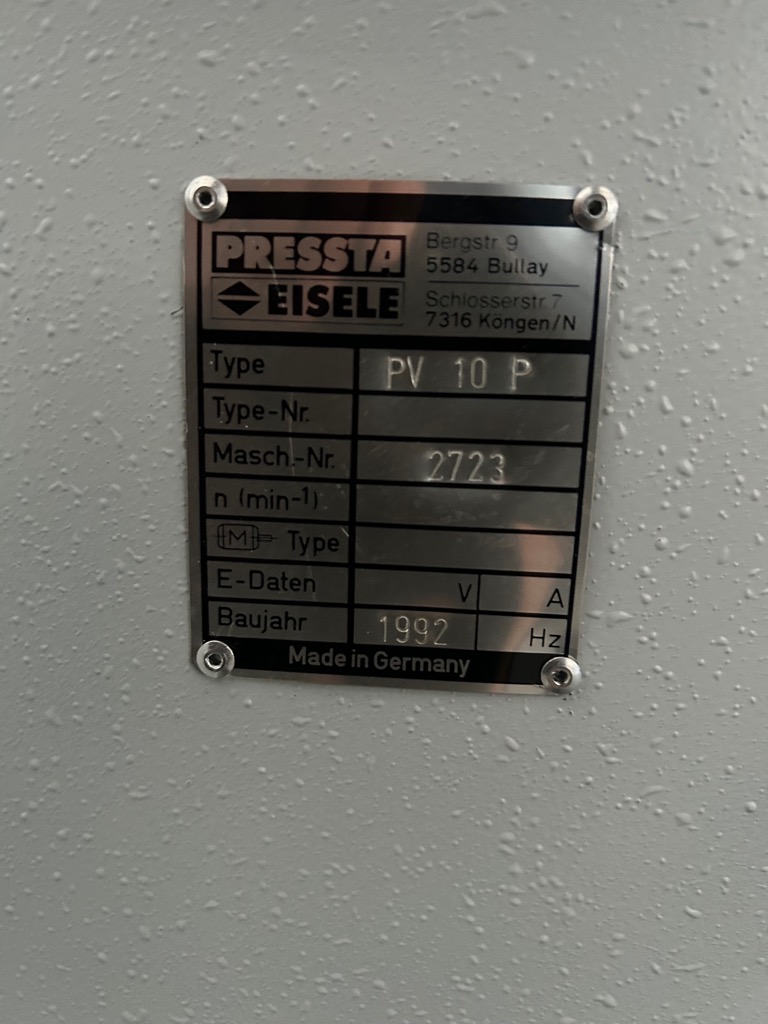 PRESSTA
EISELE
Bergstr. 9
5584 Bullay
Schlosserstr. 7
7316 Köngen/N
Type PV 10 P
Type-Nr.
Masch.-Nr. 2723
n (min-1)
M Type
E-Daten V A
Baujahr 1992 Hz
Made in Germany